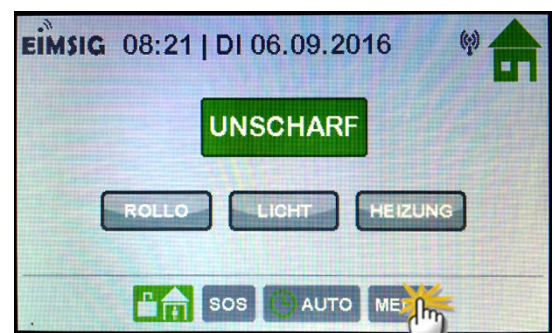 EIMSIG 08:21 | DI 06.09.2016
UNSCHARF
ROLLO LICHT HEIZUNG
SOS AUTO